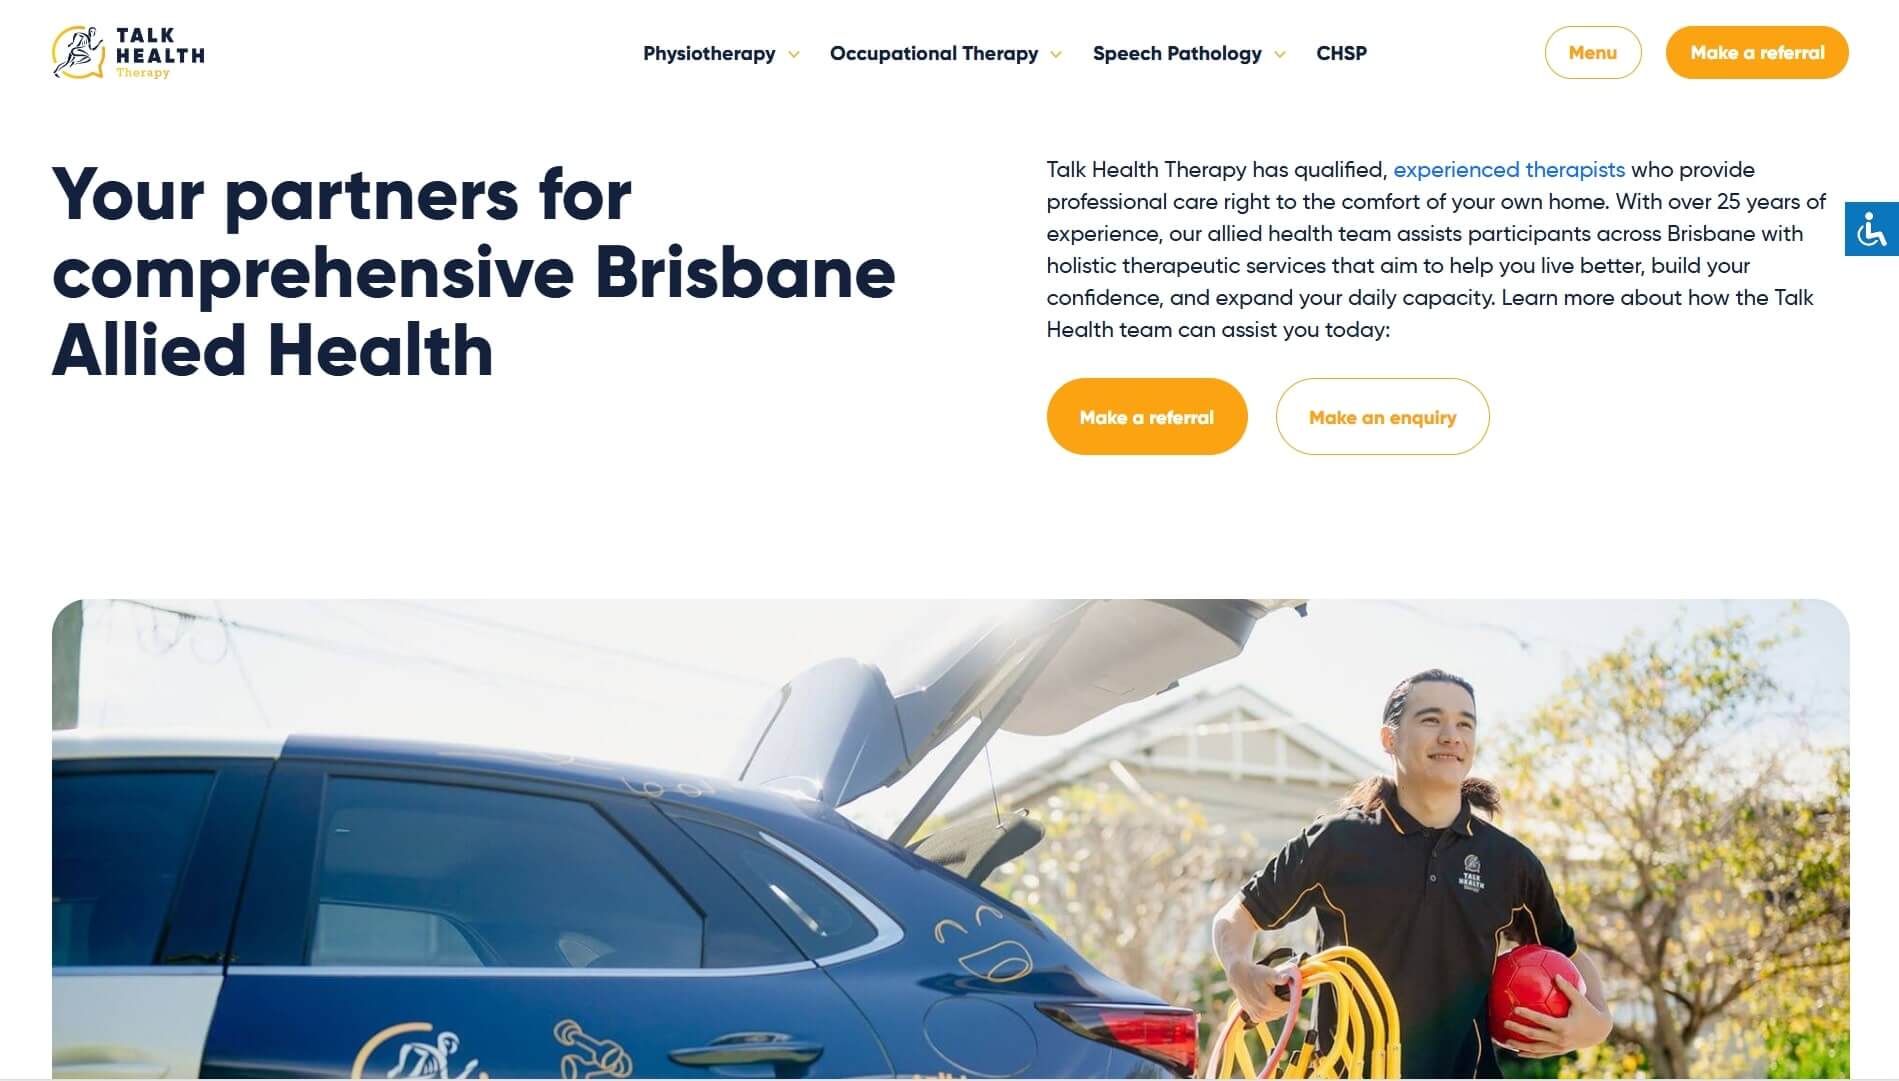 TALK
HEALTH
Therapy
Physiotherapy
Occupational Therapy
Speech Pathology
CHSP
Menu
Make a referral
Your partners for
comprehensive Brisbane
Allied Health
Talk Health Therapy has qualified, experienced therapists who provide
professional care right to the comfort of your own home. With over 25 years of
experience, our allied health team assists participants across Brisbane with
holistic therapeutic services that aim to help you live better, build your
confidence, and expand your daily capacity. Learn more about how the Talk
Health team can assist you today:
Make a referral
Make an enquiry
TALK
HEALTH
Therapy